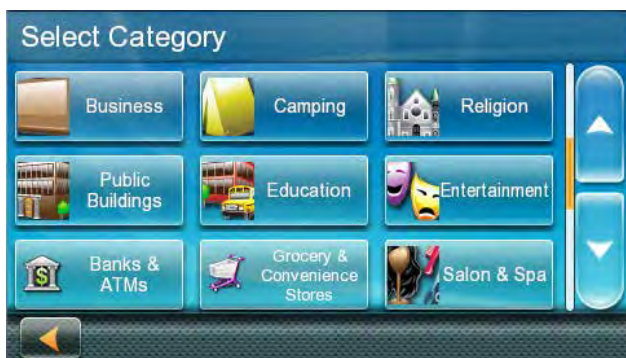 Select Category
Business
Camping
Religion
Public
Buildings
Education
Entertainment
$
Banks &
ATMs
Grocery &
Convenience
Stores
Salon & Spa